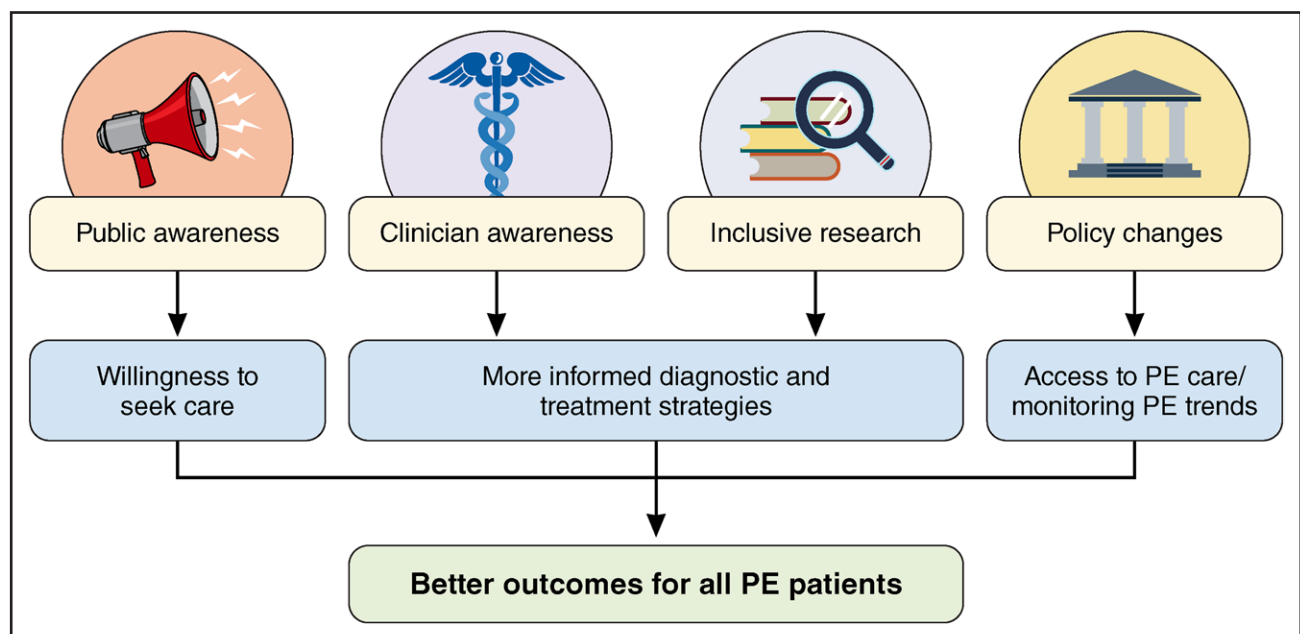 Public awareness
Clinician awareness
Inclusive research
Policy changes
Willingness to
seek care
More informed diagnostic and
treatment strategies
Access to PE care/
monitoring PE trends
Better outcomes for all PE patients